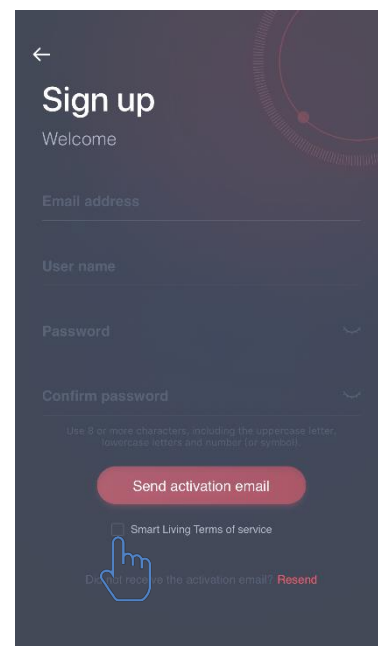 Sign up
Welcome
Email address
User name
Password
Confirm password
Use 8 or more characters, including the uppercase letter,
lowercase letters and number (or symbol).
Send activation email
Smart Living Terms of service
Did not receive the activation email? Resend